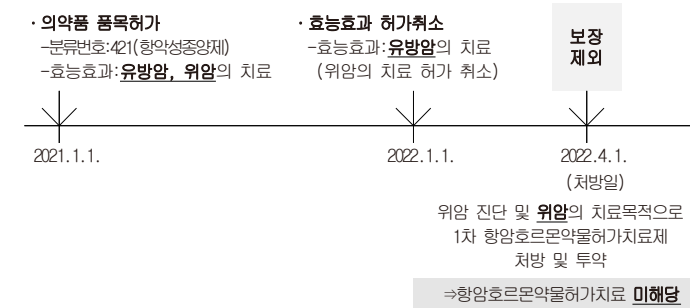 · 의약품 품목허가
-분류번호:421(항악성종양제)
-효능효과:유방암, 위암의 치료
· 효능효과 허가취소
-효능효과:유방암의 치료
(위암의 치료 허가 취소)
보장
제외
2021.1.1.
2022.1.1.
2022.4.1.
(처방일)
위암 진단 및 위암의 치료목적으로
1차 항암호르몬약물허가치료제
처방 및 투약
⇒항암호르몬약물허가치료 미해당